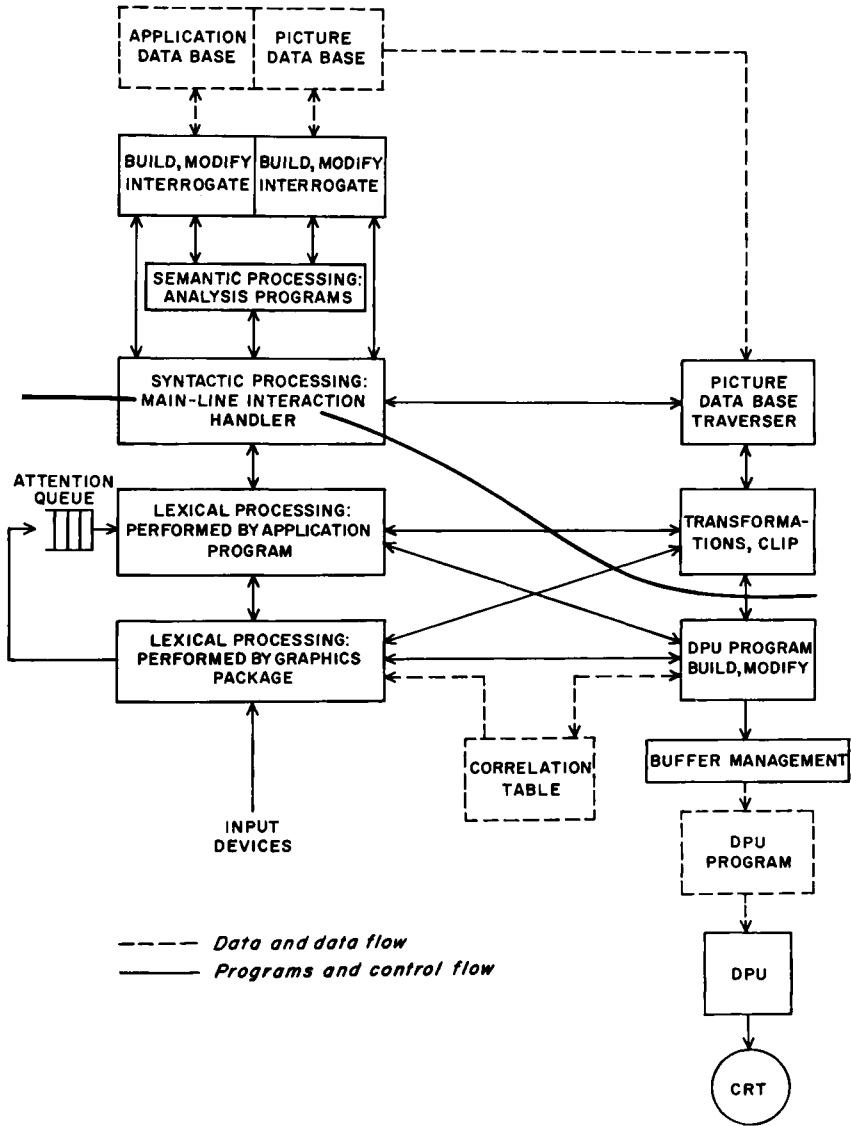 APPLICATION
DATA BASE
PICTURE
DATA BASE
BUILD, MODIFY
INTERROGATE
BUILD, MODIFY
INTERROGATE
SEMANTIC PROCESSING:
ANALYSIS PROGRAMS
SYNTACTIC PROCESSING:
MAIN-LINE INTERACTION
HANDLER
PICTURE
DATA BASE
TRAVERSER
ATTENTION
QUEUE
LEXICAL PROCESSING:
PERFORMED BY APPLICATION
PROGRAM
TRANSFORMA-
TIONS, CLIP
LEXICAL PROCESSING:
PERFORMED BY GRAPHICS
PACKAGE
DPU PROGRAM
BUILD, MODIFY
CORRELATION
TABLE
BUFFER MANAGEMENT
INPUT
DEVICES
DPU
PROGRAM
Data and data flow
Programs and control flow
DPU
CRT